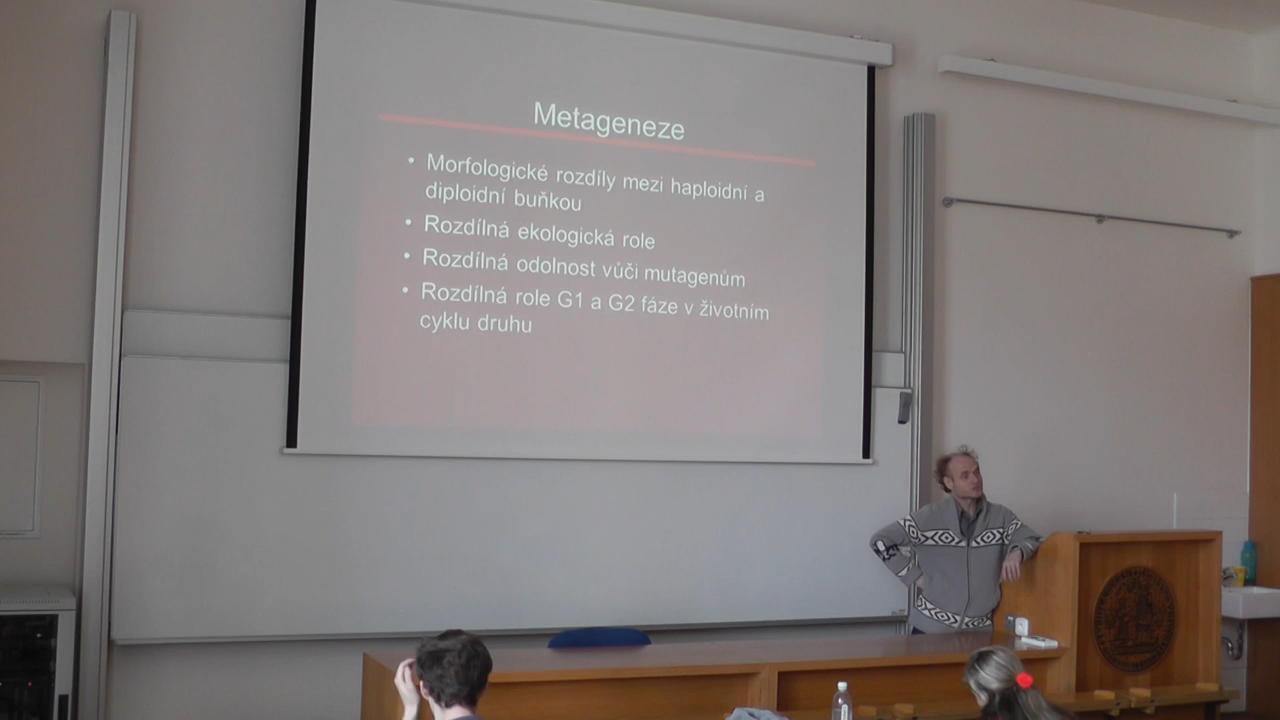 Metageneze
• Morfologické rozdíly mezi haploidní a
diploidní buňkou
• Rozdílná ekologická role
• Rozdílná odolnost vůči mutagenům
• Rozdílná role G1 a G2 fáze v životním
cyklu druhu